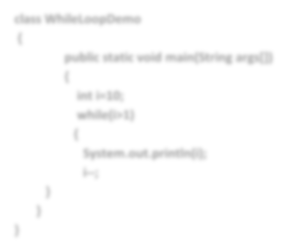 class WhileLoopDemo
{
public static void main(String args[])
{
int i=10;
while(i>1)
{
System.out.println(i);
i--;
}
}
}